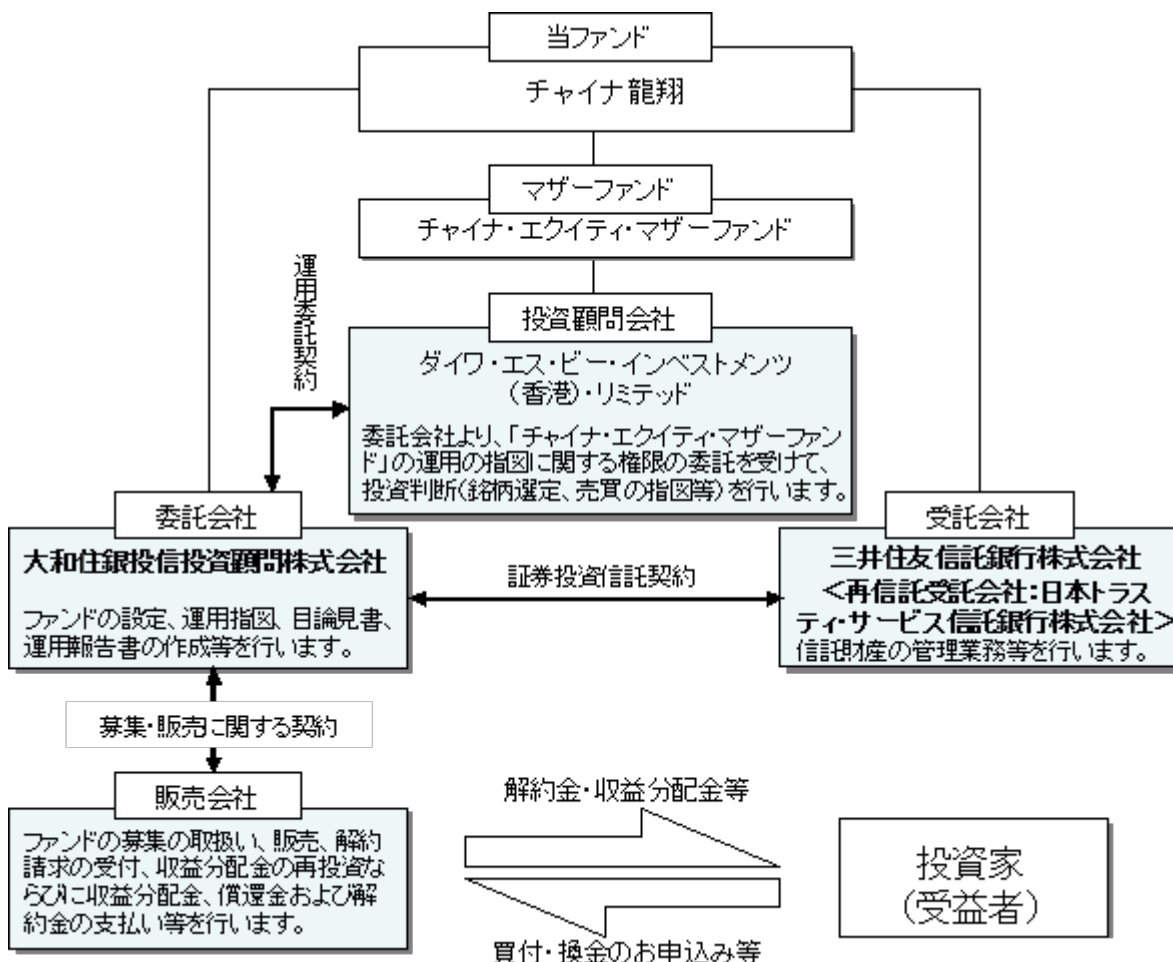 当ファンド
チャイナ龍翔
マザーファンド
チャイナ・エクイティ・マザーファンド
運用委託契約
投資顧問会社
ダイワ・エス・ビー・インベストメンツ
(香港)・リミテッド
委託会社より、「チャイナ・エクイティ・マザーファン
ド」の運用の指図に関する権限の委託を受けて、
投資判断(銘柄選定、売買の指図等)を行います。
委託会社
大和住銀投信投資顧問株式会社
ファンドの設定、運用指図、目論見書、
運用報告書の作成等を行います。
証券投資信託契約
受託会社
三井住友信託銀行株式会社
<再信託受託会社:日本トラス
ティ・サービス信託銀行株式会社>
信託財産の管理業務等を行います。
募集・販売に関する契約
販売会社
ファンドの募集の取扱い、販売、解約
請求の受付、収益分配金の再投資な
らびに収益分配金、償還金および解
約金の支払い等を行います。
解約金・収益分配金等
買付・換金のお申込み等
投資家
(受益者)